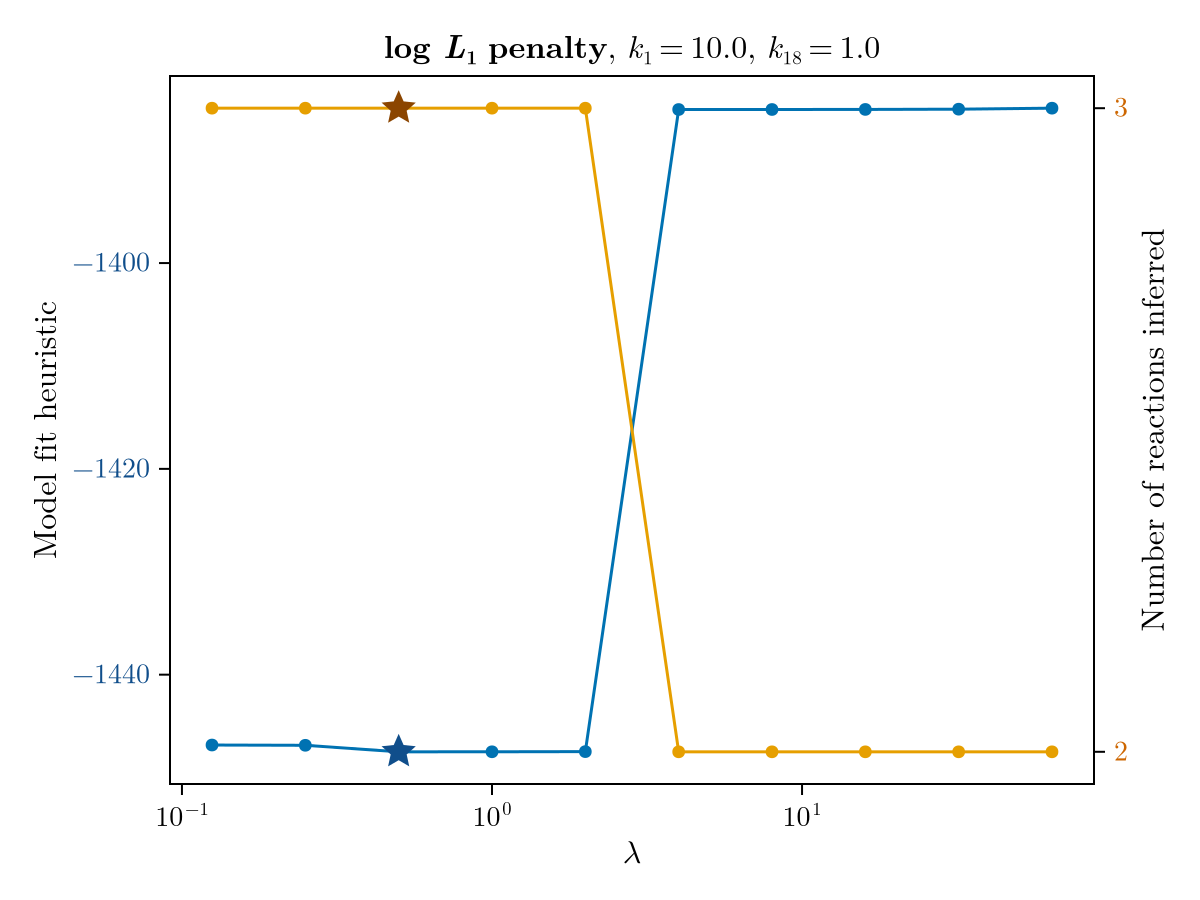 log L₁ penalty, k₁ = 10.0, k₁₈ = 1.0
Model fit heuristic
−1400
−1420
−1440
3
2
Number of reactions inferred
10⁻¹
10⁰
10¹
λ